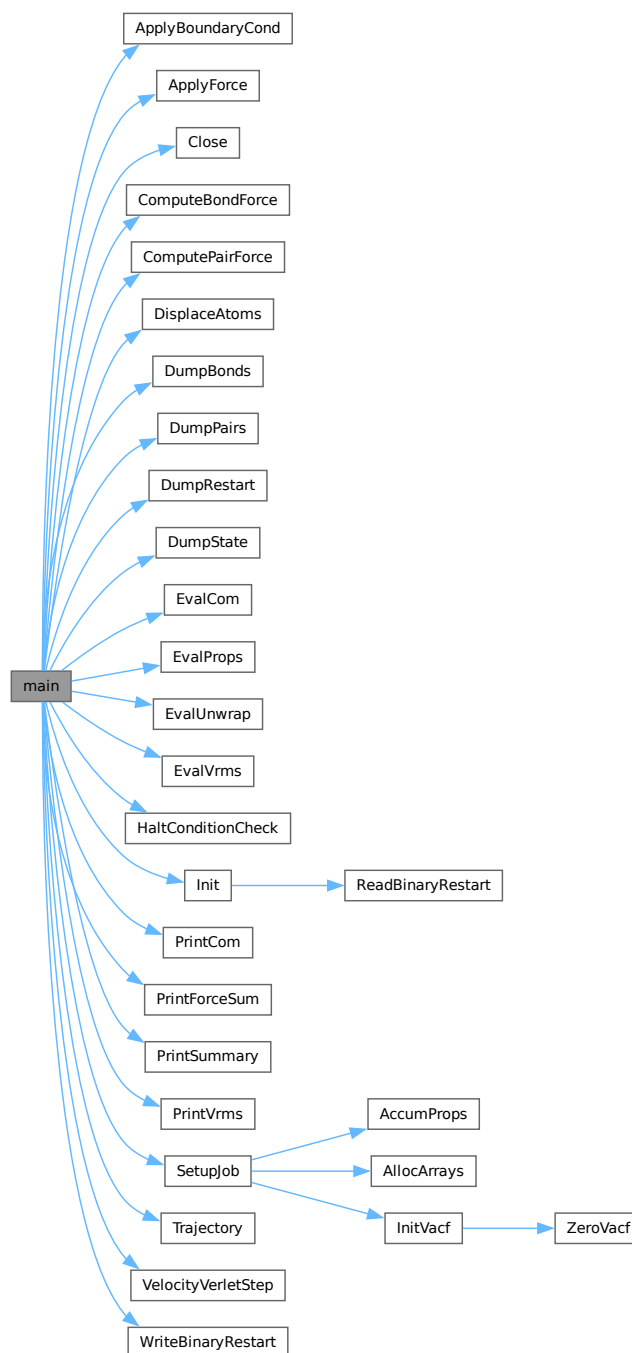 ApplyBoundaryCond
ApplyForce
Close
ComputeBondForce
ComputePairForce
DisplaceAtoms
DumpBonds
DumpPairs
DumpRestart
DumpState
EvalCom
EvalProps
main
EvalUnwrap
EvalVrms
HaltConditionCheck
Init
ReadBinaryRestart
PrintCom
PrintForceSum
PrintSummary
PrintVrms
AccumProps
SetupJob
AllocArrays
Trajectory
InitVacf
ZeroVacf
VelocityVerletStep
WriteBinaryRestart